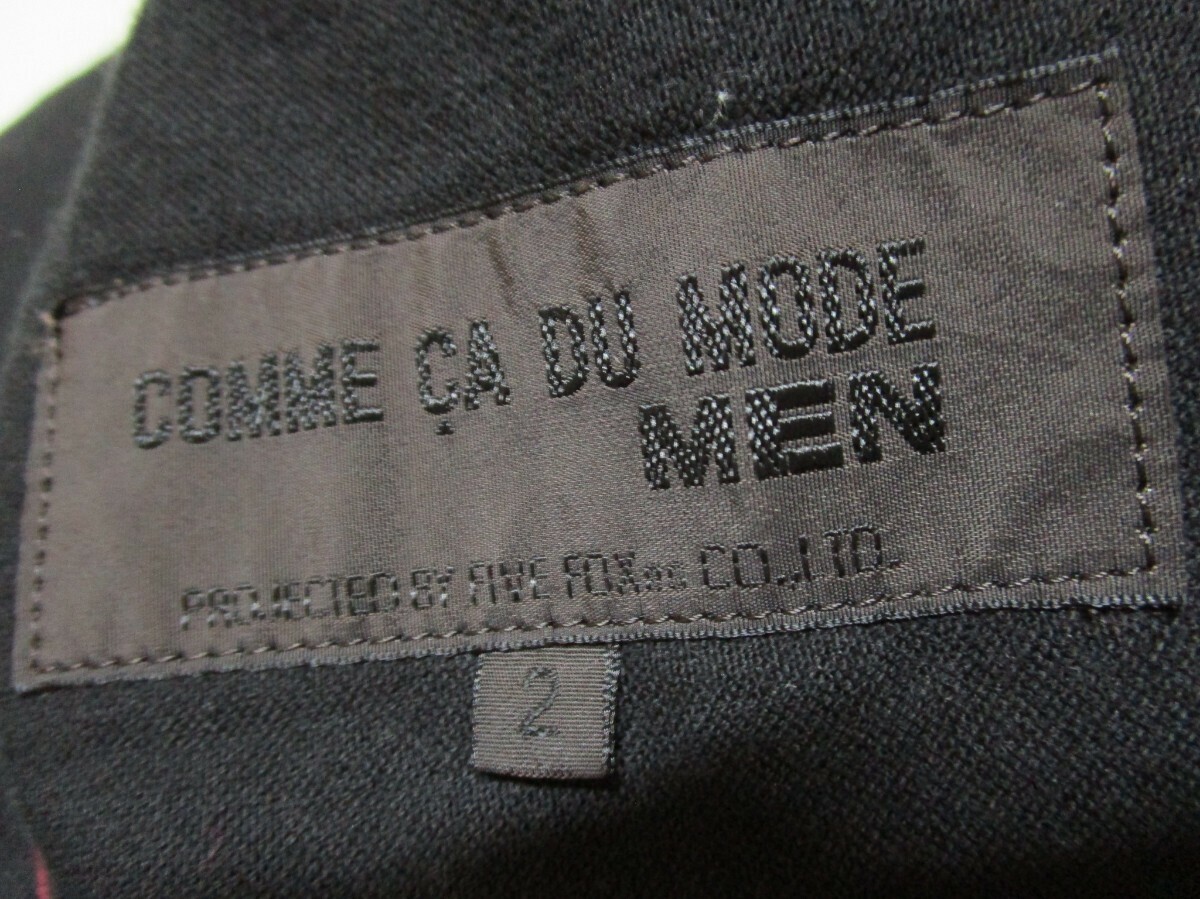 COMME ÇA DU MODE
MEN
PROJECTED BY FIVE FOXes CO.,LTD.
2